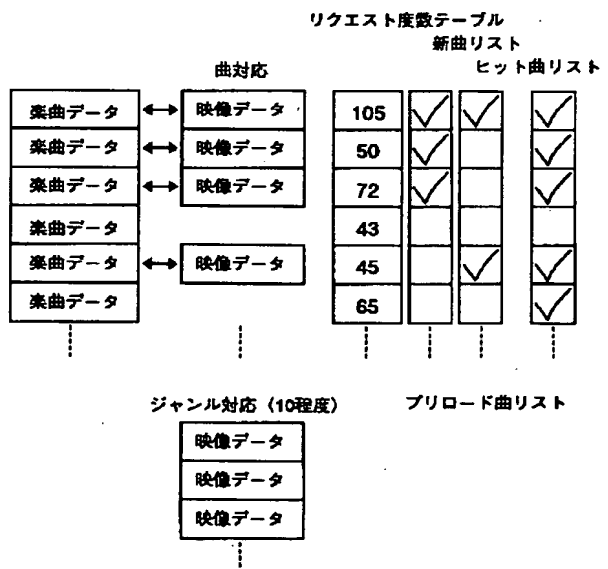 リクエスト度数テーブル
新曲リスト
曲対応 ヒット曲リスト
楽曲データ 映像データ 105
楽曲データ 映像データ 50
楽曲データ 映像データ 72
楽曲データ 43
楽曲データ 映像データ 45
楽曲データ 65
ジャンル対応（10程度） プリロード曲リスト
映像データ
映像データ
映像データ